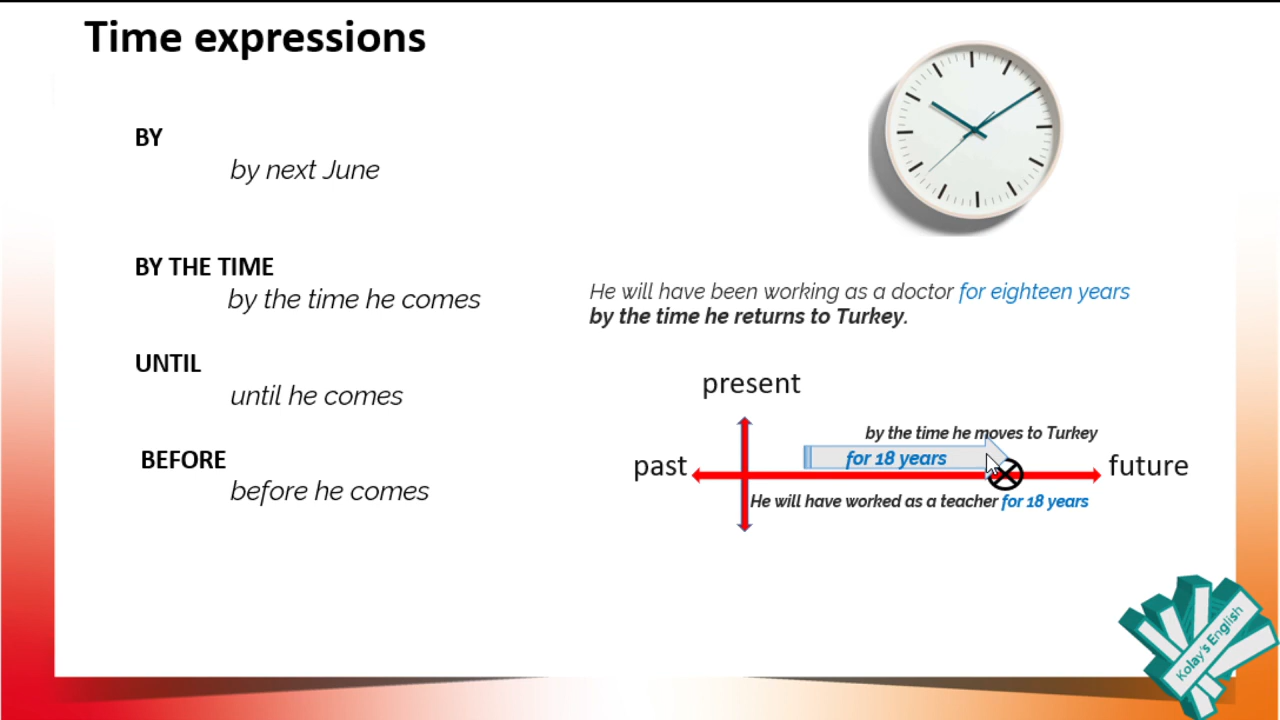 Time expressions
BY
by next June
BY THE TIME
by the time he comes
He will have been working as a doctor for eighteen years
by the time he returns to Turkey.
UNTIL
until he comes
present
by the time he moves to Turkey
BEFORE
for 18 years
past
future
before he comes
He will have worked as a teacher for 18 years
Kolay's English